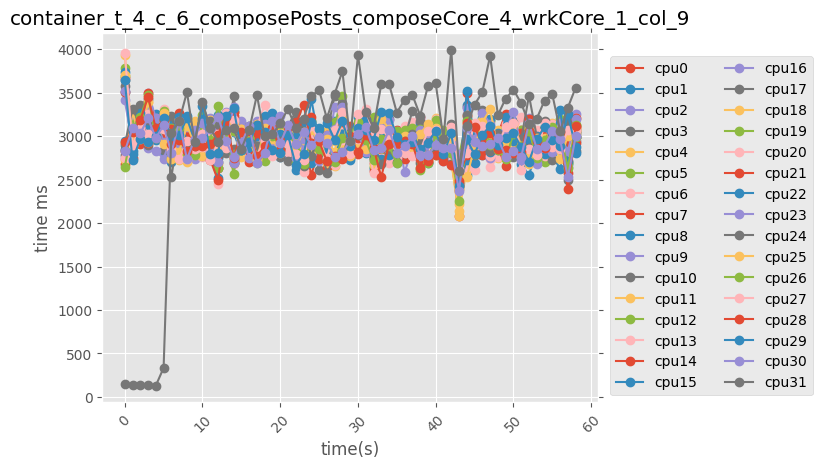 container_t_4_c_6_composePosts_composeCore_4_wrkCore_1_col_9
4000
3500
3000
2500
2000
1500
1000
500
0
time ms
0
10
20
30
40
50
60
time(s)
cpu0
cpu1
cpu2
cpu3
cpu4
cpu5
cpu6
cpu7
cpu8
cpu9
cpu10
cpu11
cpu12
cpu13
cpu14
cpu15
cpu16
cpu17
cpu18
cpu19
cpu20
cpu21
cpu22
cpu23
cpu24
cpu25
cpu26
cpu27
cpu28
cpu29
cpu30
cpu31